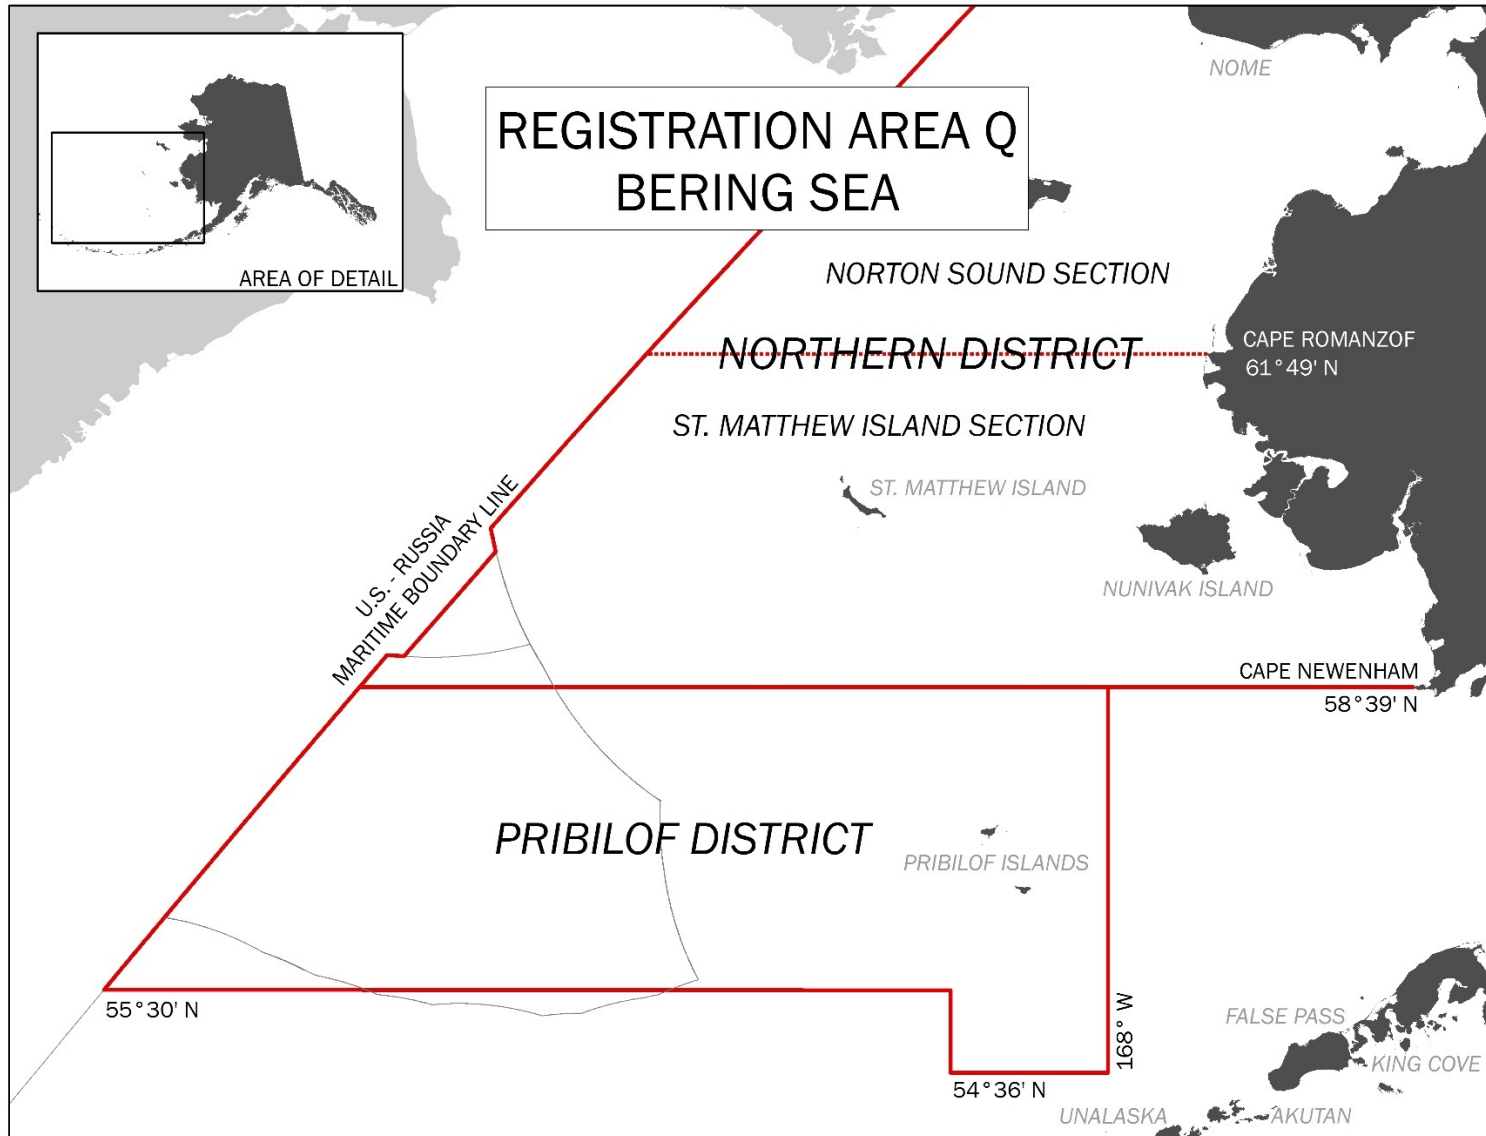 NOME
REGISTRATION AREA Q
BERING SEA
AREA OF DETAIL
NORTON SOUND SECTION
NORTHERN DISTRICT
CAPE ROMANZOF
61°49' N
ST. MATTHEW ISLAND SECTION
ST. MATTHEW ISLAND
U.S. - RUSSIA
MARITIME BOUNDARY LINE
NUNIVAK ISLAND
CAPE NEWENHAM
58°39' N
PRIBILOF DISTRICT
PRIBILOF ISLANDS
55°30' N
168° W
54°36' N
FALSE PASS
KING COVE
UNALASKA
AKUTAN